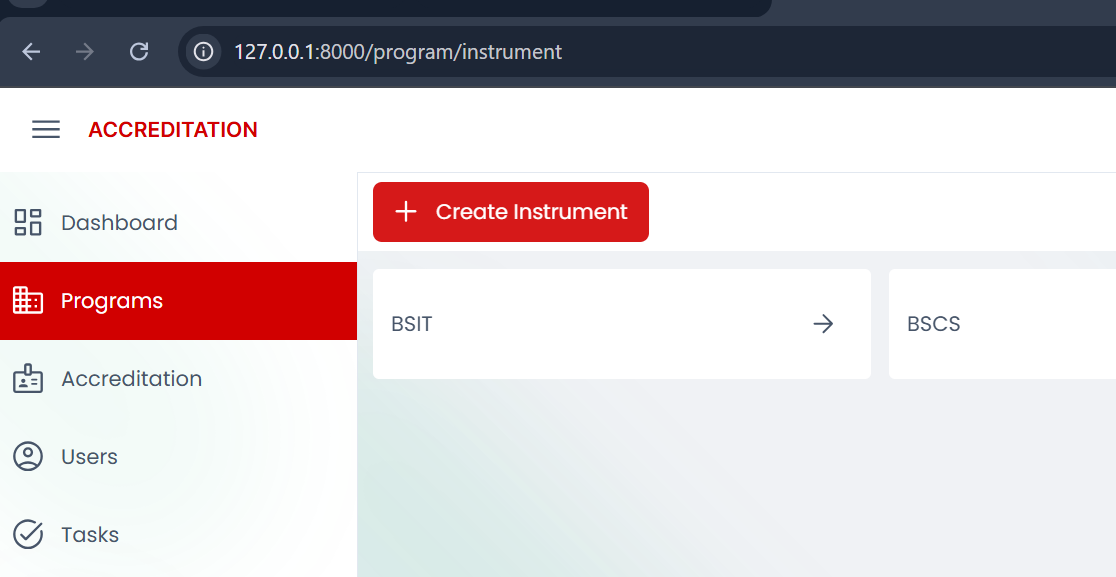 127.0.0.1:8000/program/instrument
ACCREDITATION
Dashboard
Programs
Accreditation
Users
Tasks
Create Instrument
BSIT
BSCS